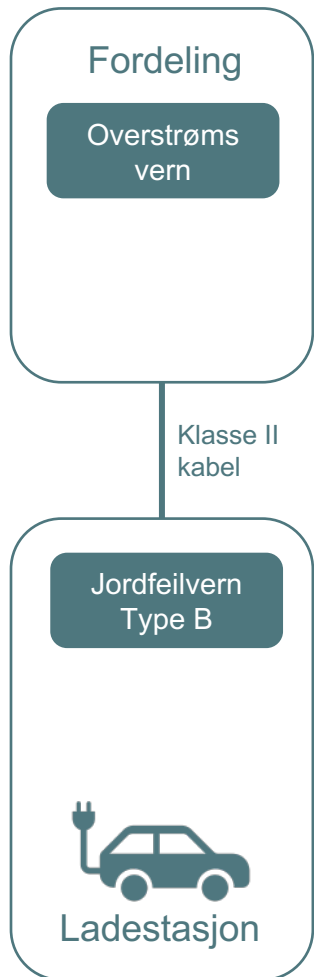 Fordeling
Overstrøms
vern
Klasse II
kabel
Jordfeilvern
Type B
Ladestasjon